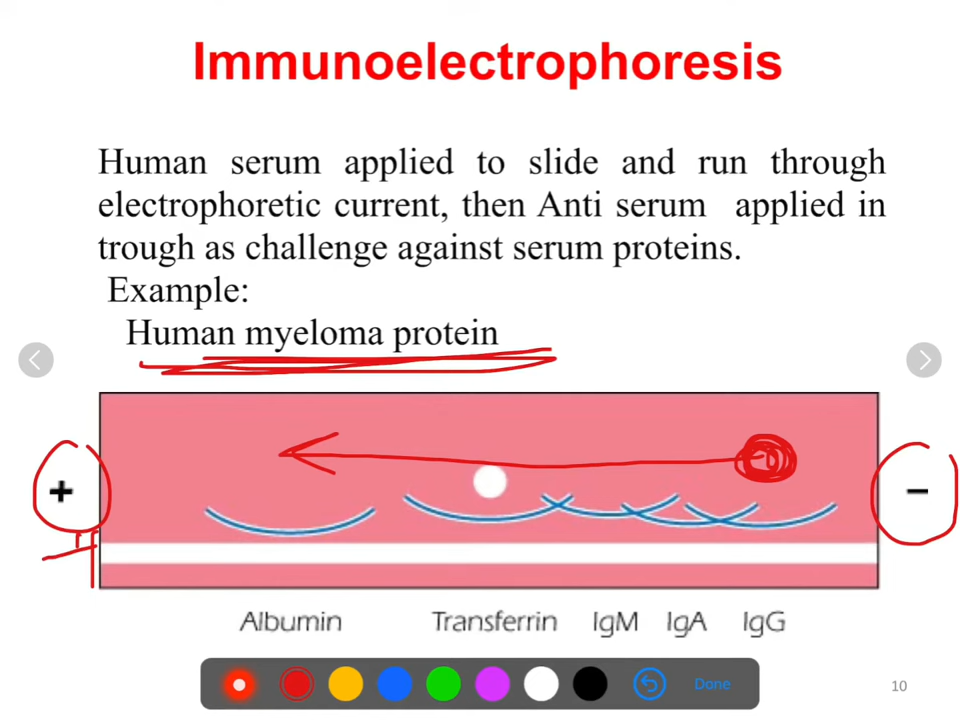 Immunoelectrophoresis
Human serum applied to slide and run through
electrophoretic current, then Anti serum applied in
trough as challenge against serum proteins.
Example:
Human myeloma protein
+ −
Albumin Transferrin IgM IgA IgG
Done
10